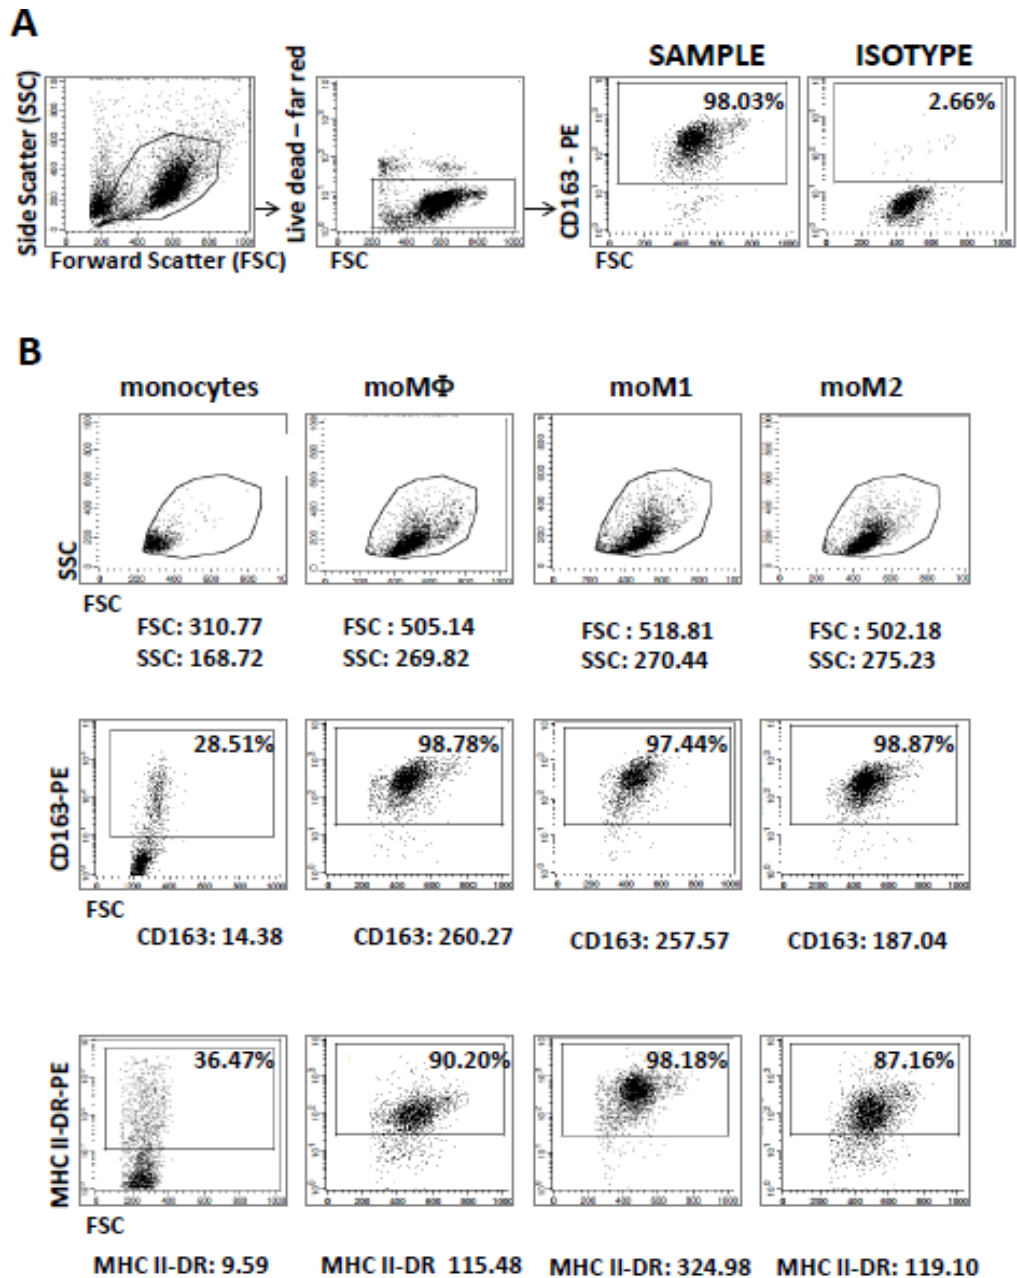 A
SAMPLE ISOTYPE
Side Scatter (SSC)
Live dead – far red
CD163 - PE
98.03%
2.66%
Forward Scatter (FSC)
FSC
FSC
B
monocytes moMΦ moM1 moM2
SSC
FSC
FSC: 310.77 FSC : 505.14 FSC : 518.81 FSC : 502.18
SSC: 168.72 SSC: 269.82 SSC: 270.44 SSC: 275.23
28.51% 98.78% 97.44% 98.87%
CD163-PE
FSC
CD163: 14.38 CD163: 260.27 CD163: 257.57 CD163: 187.04
36.47% 90.20% 98.18% 87.16%
MHC II-DR-PE
FSC
MHC II-DR: 9.59 MHC II-DR 115.48 MHC II-DR: 324.98 MHC II-DR: 119.10